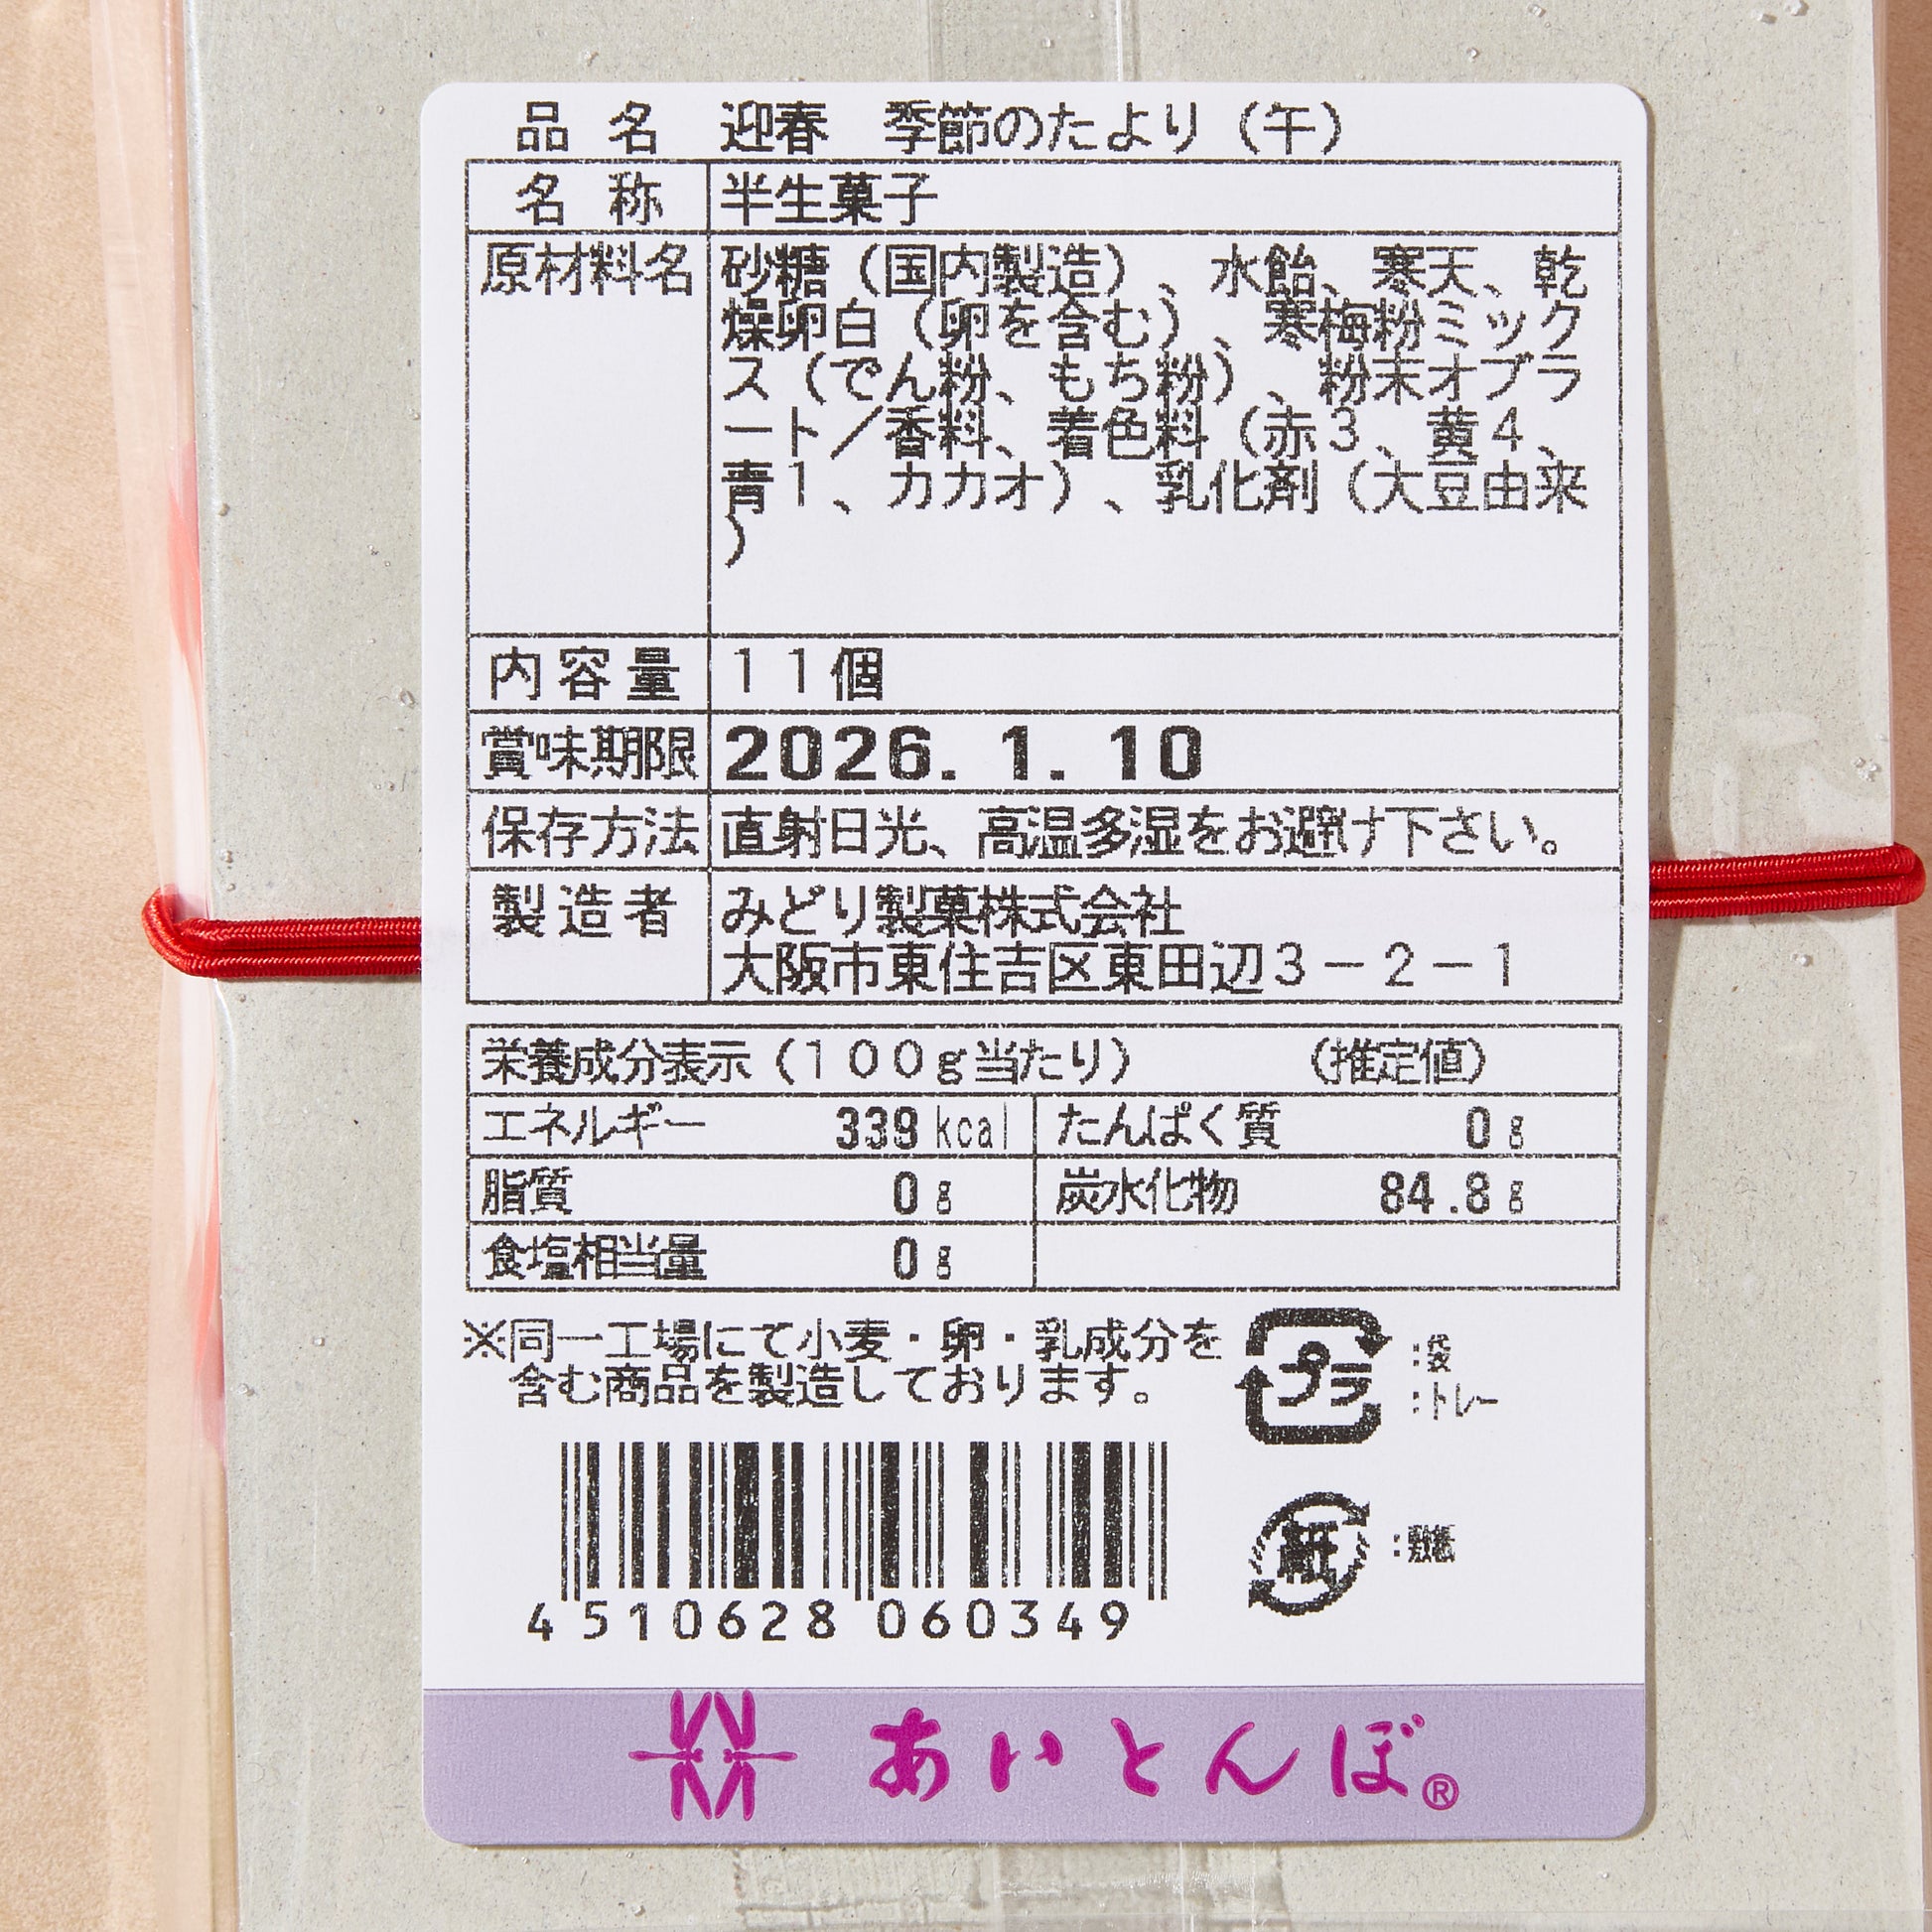 品名 迎春 季節のたより(午)
名称 半生菓子
原材料名 砂糖(国内製造)、水飴、寒天、乾
燥卵白(卵を含む)、寒梅粉ミック
ス(でん粉、もち粉)、粉末オブラ
ート/香料、着色料(赤3、黄4、
青1、カカオ)、乳化剤(大豆由来
)
内容量 11個
賞味期限 2026.1.10
保存方法 直射日光、高温多湿をお避け下さい。
製造者 みどり製菓株式会社
大阪市東住吉区東田辺3-2-1
栄養成分表示(100g当たり) (推定値)
エネルギー 339kcal たんぱく質 0g
脂質 0g 炭水化物 84.8g
食塩相当量 0g
※同一工場にて小麦・卵・乳成分を
含む商品を製造しております。
プラ :袋
:トレー
紙 :敷紙
4510628060349
あいとんぼ®